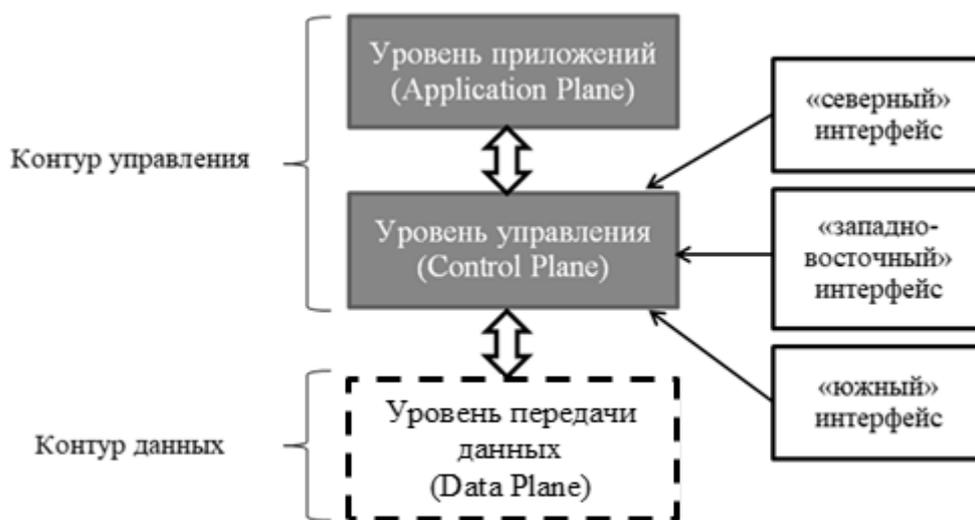 Уровень приложений
(Application Plane)
«северный»
интерфейс
Контур управления
Уровень управления
(Control Plane)
«западно-
восточный»
интерфейс
Уровень передачи
данных
(Data Plane)
«южный»
интерфейс
Контур данных